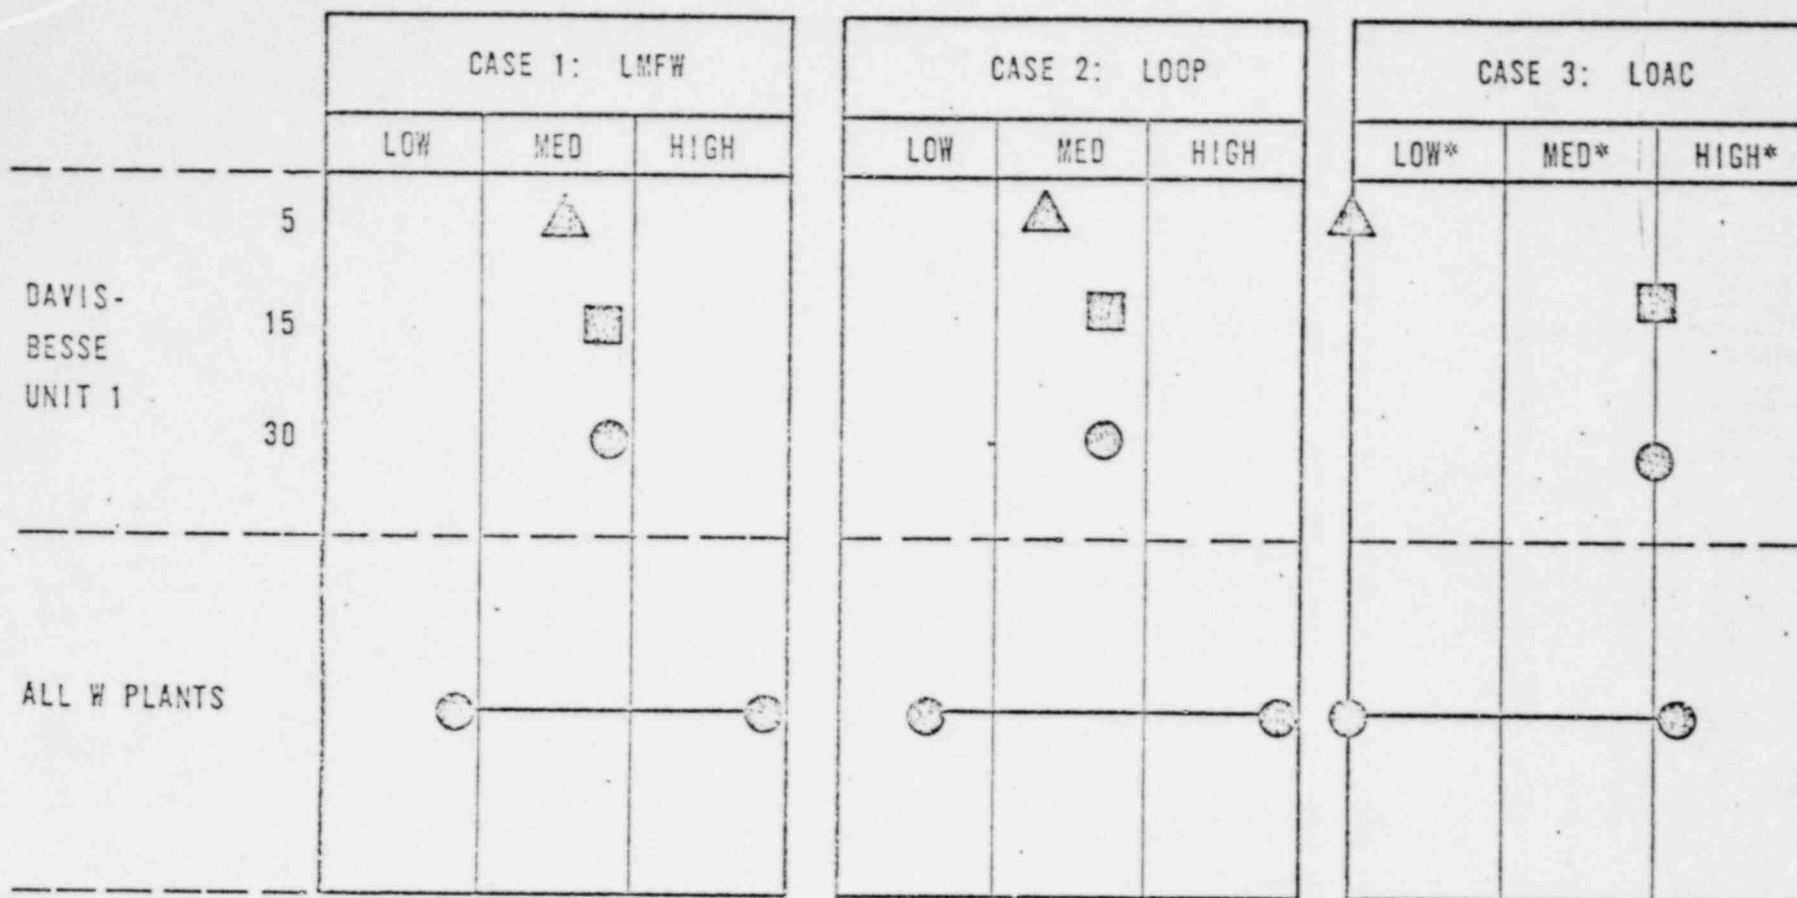 CASE 1: LMFW
CASE 2: LOOP
CASE 3: LOAC
LOW
MED
HIGH
LOW
MED
HIGH
LOW*
MED*
HIGH*
5
DAVIS-
15
BESSE
UNIT 1
30
ALL W PLANTS